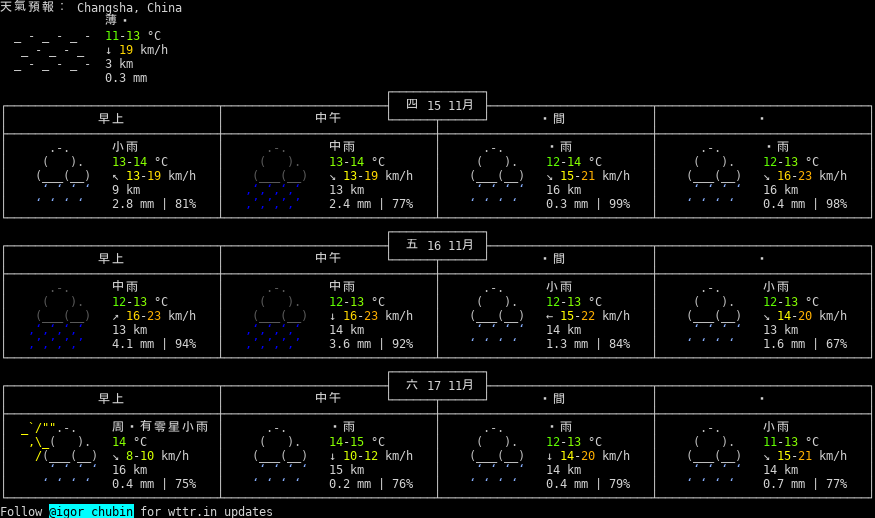 天氣預報： Changsha, China
薄・
11-13 °C
↓ 19 km/h
3 km
0.3 mm
四 15 11月
早上 中午 ・間 ・
小雨 中雨 ・雨 ・雨
13-14 °C 13-14 °C 12-14 °C 12-13 °C
↖ 13-19 km/h ↘ 13-19 km/h ↘ 15-21 km/h ↘ 16-23 km/h
9 km 13 km 16 km 16 km
2.8 mm | 81% 2.4 mm | 77% 0.3 mm | 99% 0.4 mm | 98%
五 16 11月
早上 中午 ・間 ・
中雨 中雨 小雨 小雨
12-13 °C 12-13 °C 12-13 °C 12-13 °C
↗ 16-23 km/h ↓ 16-23 km/h ← 15-22 km/h ↘ 14-20 km/h
13 km 14 km 14 km 13 km
4.1 mm | 94% 3.6 mm | 92% 1.3 mm | 84% 1.6 mm | 67%
六 17 11月
早上 中午 ・間 ・
周・有零星小雨 ・雨 ・雨 小雨
14 °C 14-15 °C 12-13 °C 11-13 °C
↘ 8-10 km/h ↓ 10-12 km/h ↓ 14-20 km/h ↘ 15-21 km/h
16 km 15 km 14 km 14 km
0.4 mm | 75% 0.2 mm | 76% 0.4 mm | 79% 0.7 mm | 77%
Follow @igor_chubin for wttr.in updates